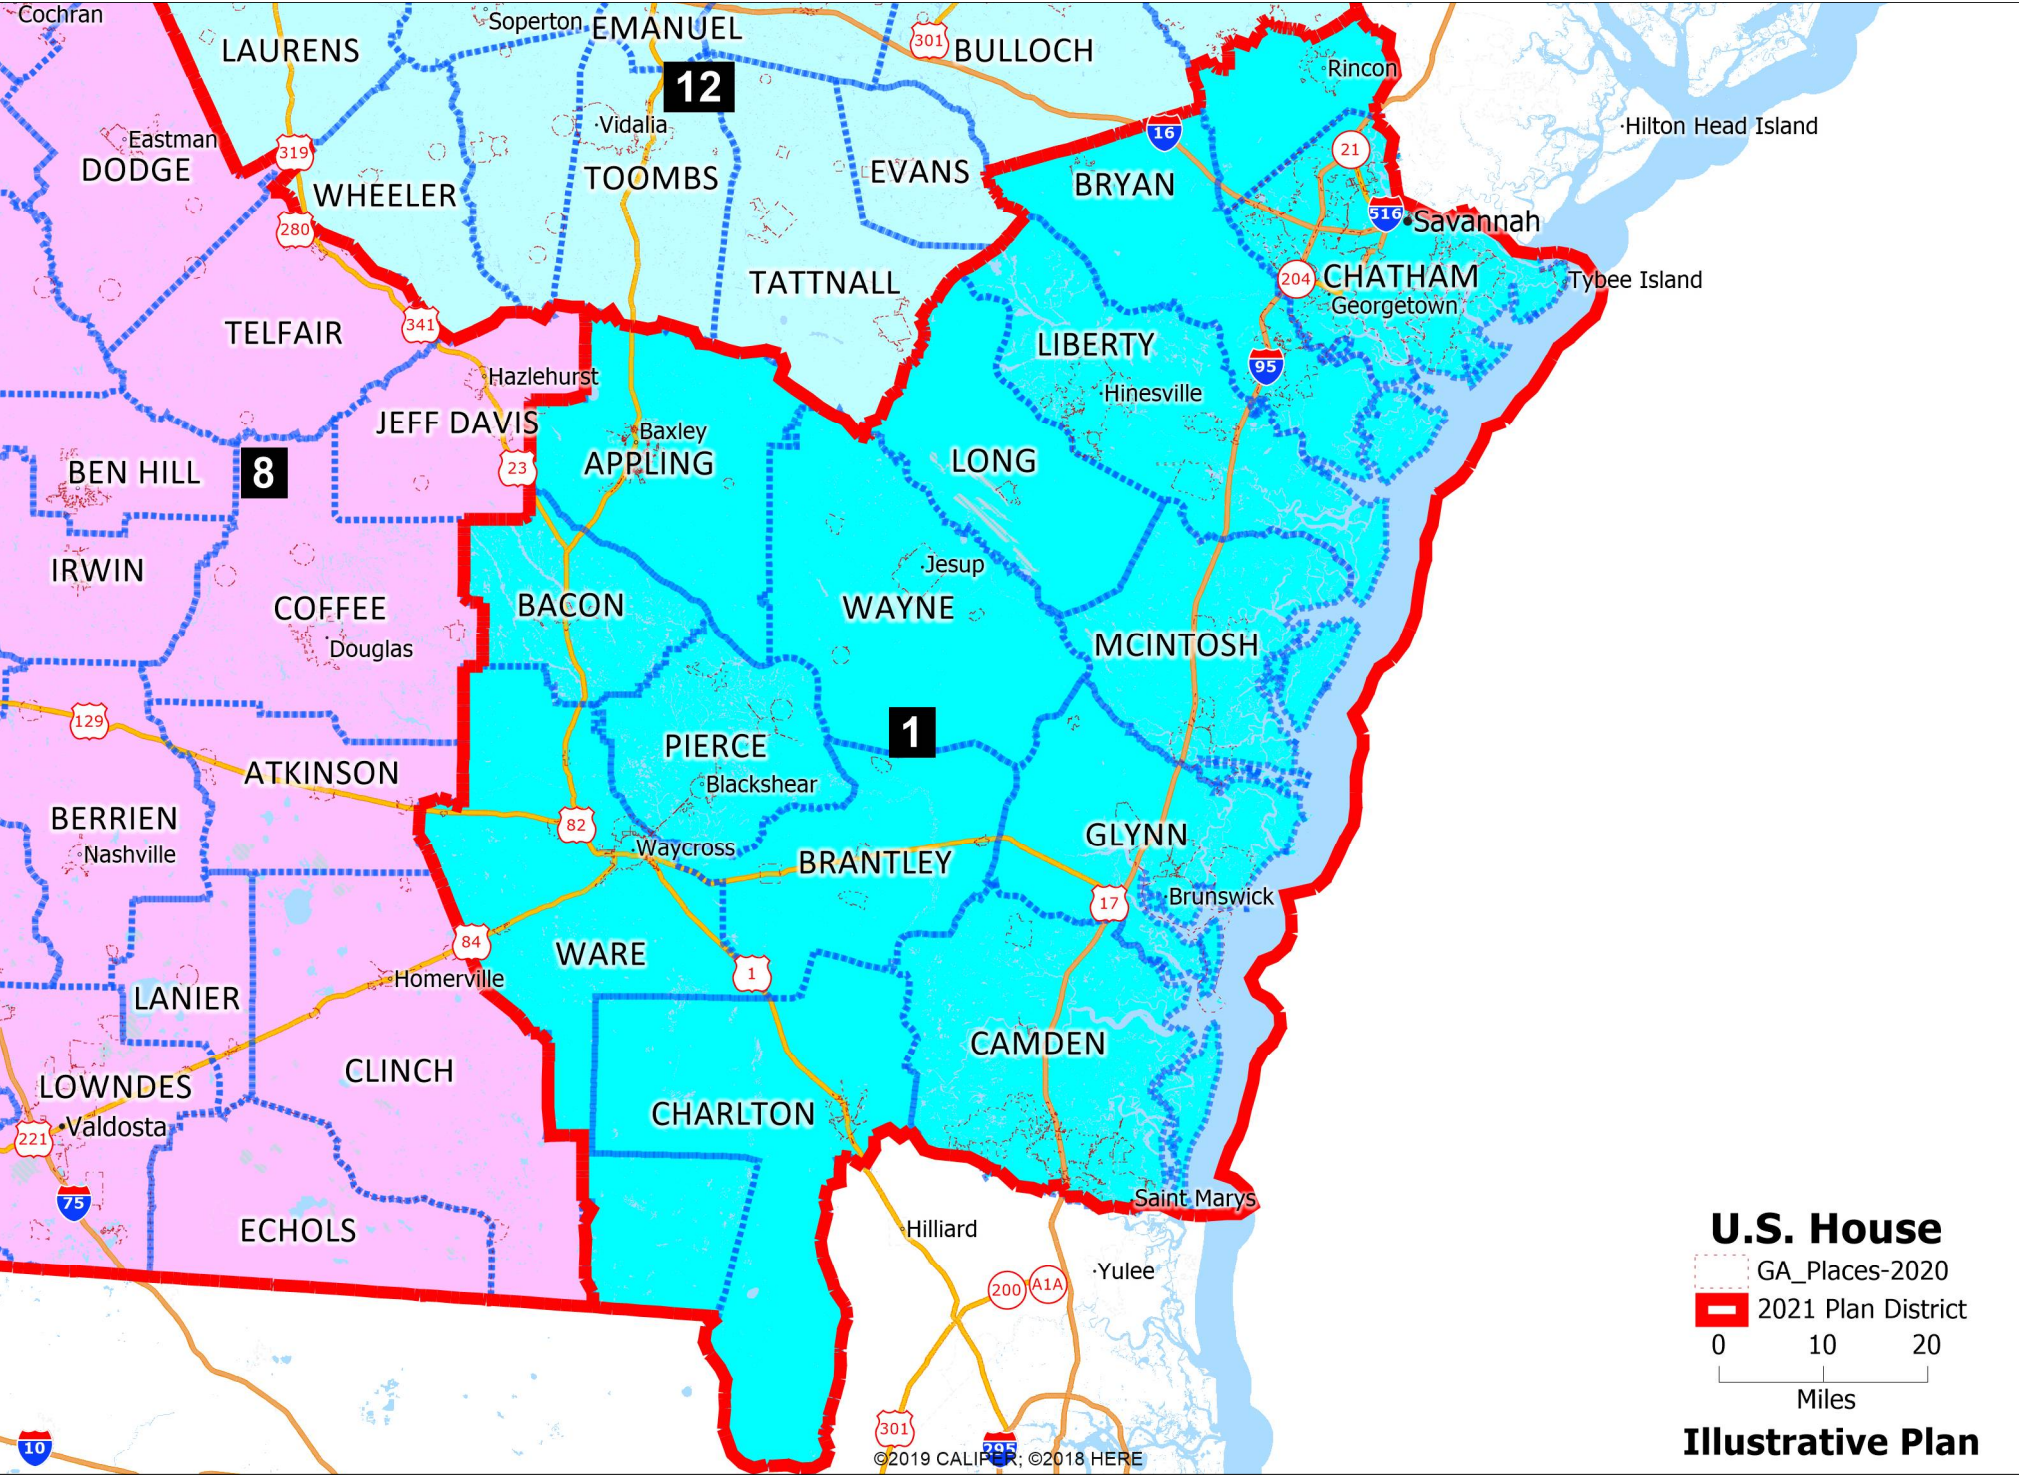 Cochran
Soperton
EMANUEL
LAURENS
301
BULLOCH
Rincon
12
Vidalia
Hilton Head Island
Eastman
16
21
319
DODGE
TOOMBS
EVANS
BRYAN
WHEELER
516
Savannah
280
TATTNALL
204
CHATHAM
Tybee Island
Georgetown
341
TELFAIR
LIBERTY
95
Hazlehurst
Hinesville
JEFF DAVIS
Baxley
BEN HILL
8
23
APPLING
LONG
IRWIN
Jesup
COFFEE
BACON
WAYNE
Douglas
MCINTOSH
129
1
PIERCE
ATKINSON
Blackshear
BERRIEN
82
GLYNN
Nashville
Waycross
BRANTLEY
17
Brunswick
84
WARE
Homerville
1
LANIER
CAMDEN
CLINCH
LOWNDES
CHARLTON
Valdosta
221
75
Saint Marys
ECHOLS
Hilliard
Yulee
200
A1A
U.S. House
GA_Places-2020
2021 Plan District
0 10 20
Miles
301
10
295
Illustrative Plan
©2019 CALIPER; ©2018 HERE